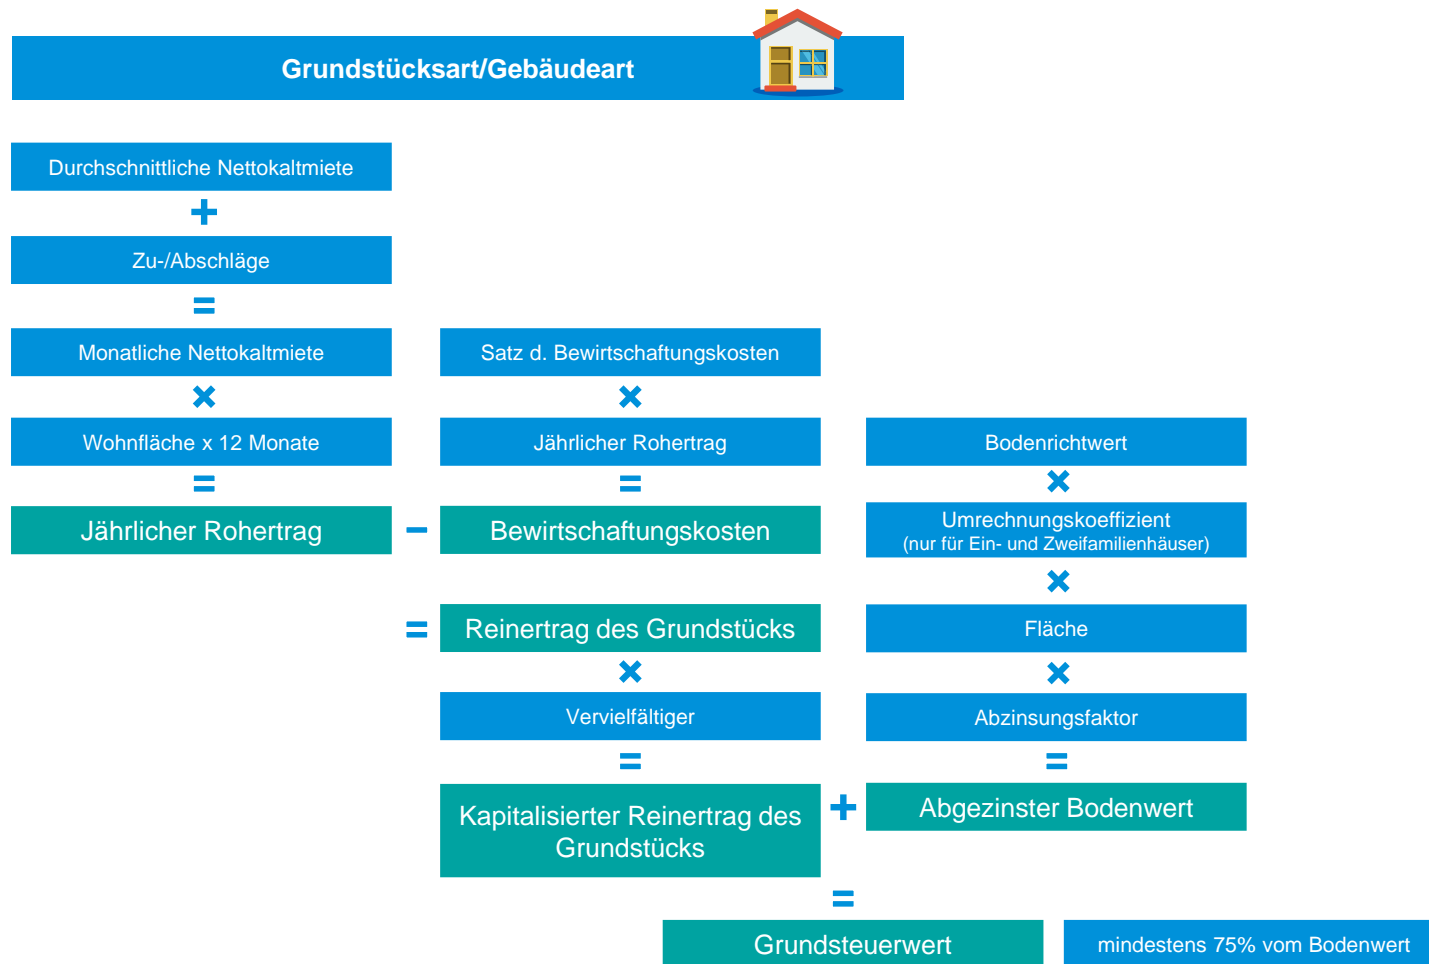 Grundstücksart/Gebäudeart
Durchschnittliche Nettokaltmiete
+
Zu-/Abschläge
=
Monatliche Nettokaltmiete
×
Wohnfläche x 12 Monate
=
Jährlicher Rohertrag
−
Satz d. Bewirtschaftungskosten
×
Jährlicher Rohertrag
=
Bewirtschaftungskosten
=
Reinertrag des Grundstücks
×
Vervielfältiger
=
Kapitalisierter Reinertrag des
Grundstücks
+
Bodenrichtwert
×
Umrechnungskoeffizient
(nur für Ein- und Zweifamilienhäuser)
×
Fläche
×
Abzinsungsfaktor
=
Abgezinster Bodenwert
=
Grundsteuerwert
mindestens 75% vom Bodenwert